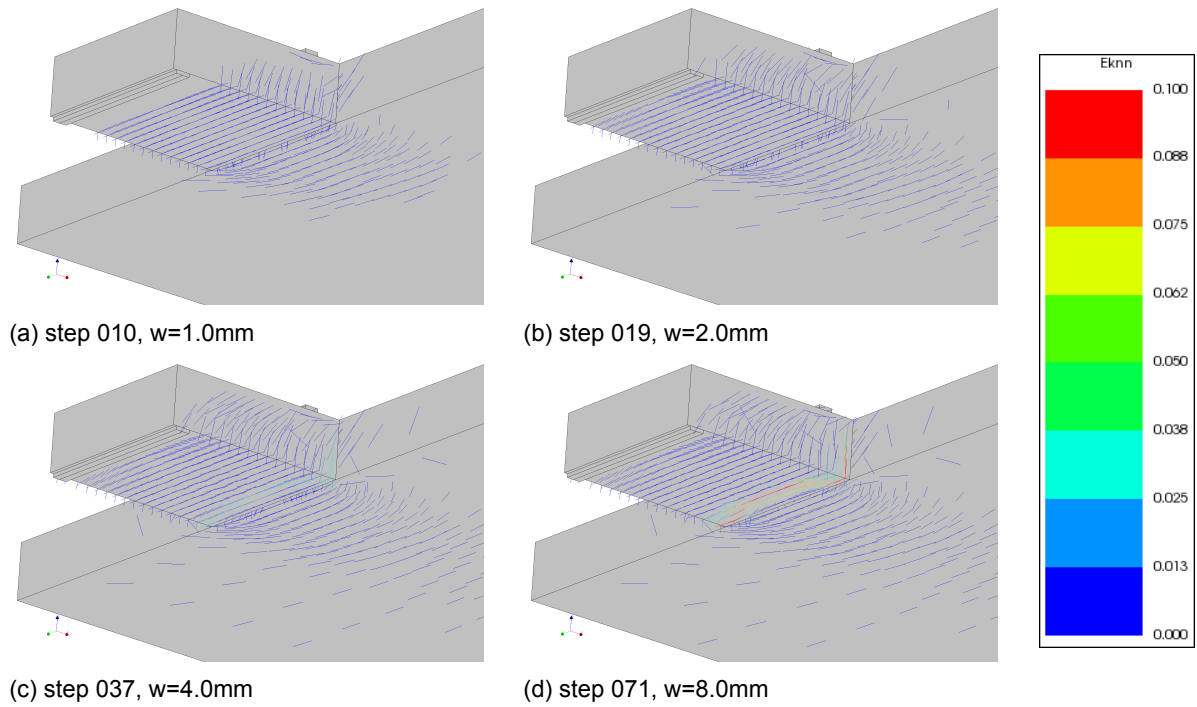 (a) step 010, w=1.0mm
(b) step 019, w=2.0mm
(c) step 037, w=4.0mm
(d) step 071, w=8.0mm
Eknn
0.100
0.088
0.075
0.062
0.050
0.038
0.025
0.013
0.000